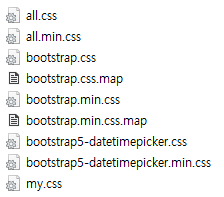 all.css
all.min.css
bootstrap.css
bootstrap.css.map
bootstrap.min.css
bootstrap.min.css.map
bootstrap5-datetimepicker.css
bootstrap5-datetimepicker.min.css
my.css